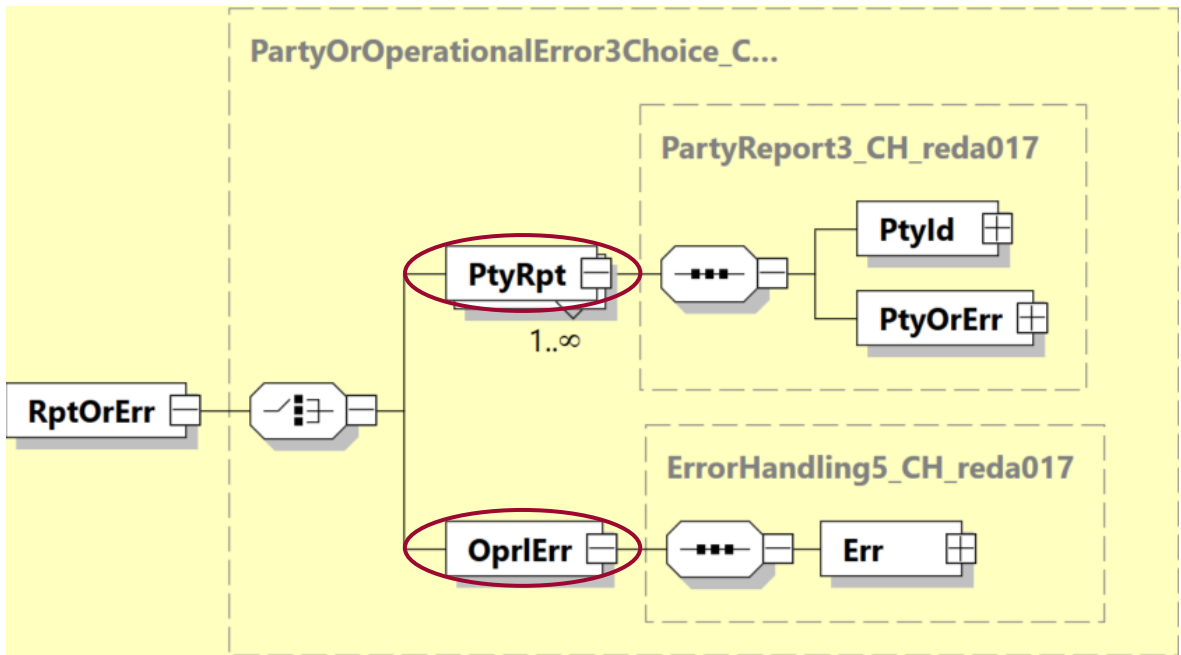 PartyOrOperationalError3Choice_C...
PartyReport3_CH_reda017
PtyId
PtyRpt
PtyOrErr
1..∞
RptOrErr
ErrorHandling5_CH_reda017
OprlErr
Err